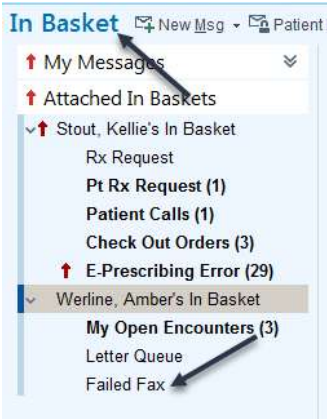 In Basket New Msg Patient
My Messages
Attached In Baskets
Stout, Kellie's In Basket
Rx Request
Pt Rx Request (1)
Patient Calls (1)
Check Out Orders (3)
E-Prescribing Error (29)
Werline, Amber's In Basket
My Open Encounters (3)
Letter Queue
Failed Fax